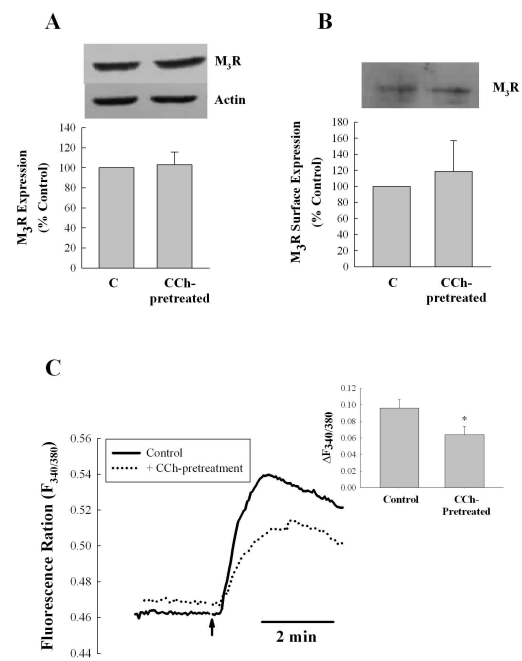 A
M3R
Actin
M3R Expression
(% Control)
140
120
100
80
60
40
20
0
C
CCh-
pretreated
B
M3R
M3R Surface Expression
(% Control)
180
160
140
120
100
80
60
40
20
0
C
CCh-
pretreated
C
Fluorescence Ration (F340/380)
0.56
0.54
0.52
0.50
0.48
0.46
0.44
Control
+ CCh-pretreatment
2 min
ΔF340/380
0.12
0.10
0.08
0.06
0.04
0.02
0.00
*
Control
CCh-
Pretreated